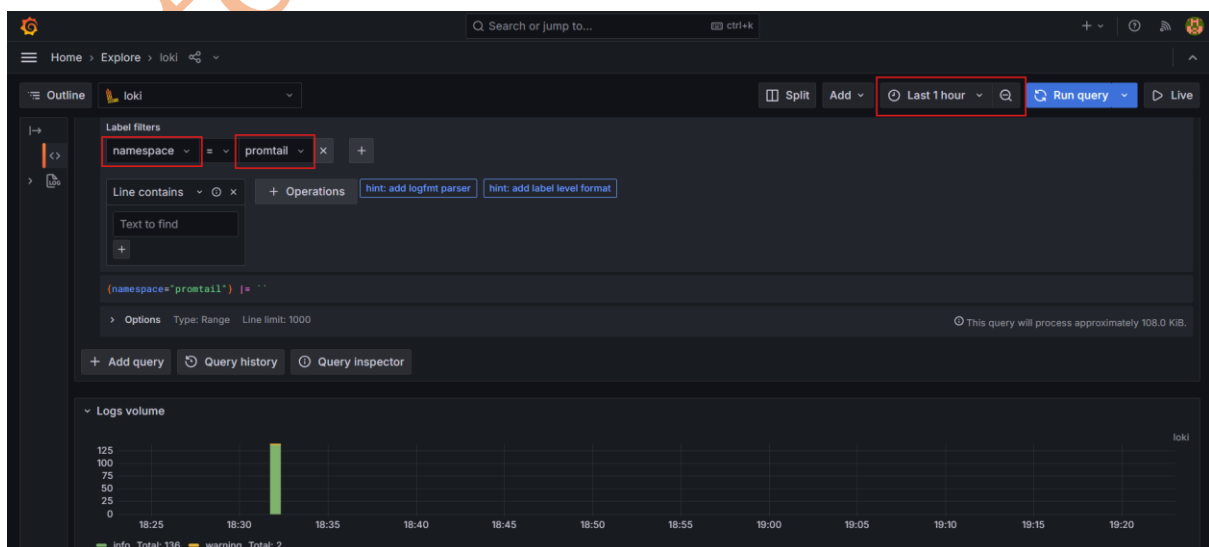 Search or jump to... ctrl+k
Home › Explore › loki
Outline loki Split Add Last 1 hour Run query Live
Label filters
namespace = promtail × +
Line contains × + Operations hint: add logfmt parser hint: add label level format
Text to find
+
{namespace="promtail"} |= ``
> Options Type: Range Line limit: 1000 This query will process approximately 108.0 KiB.
+ Add query Query history Query inspector
Logs volume
loki
125
100
75
50
25
0
18:25 18:30 18:35 18:40 18:45 18:50 18:55 19:00 19:05 19:10 19:15 19:20
info Total: 136 warning Total: 2